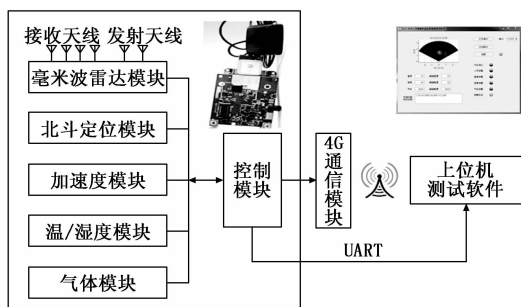 接收天线 发射天线
毫米波雷达模块
北斗定位模块
加速度模块
温/湿度模块
气体模块
控制
模块
4G
通
信
模
块
上位机
测试软件
UART